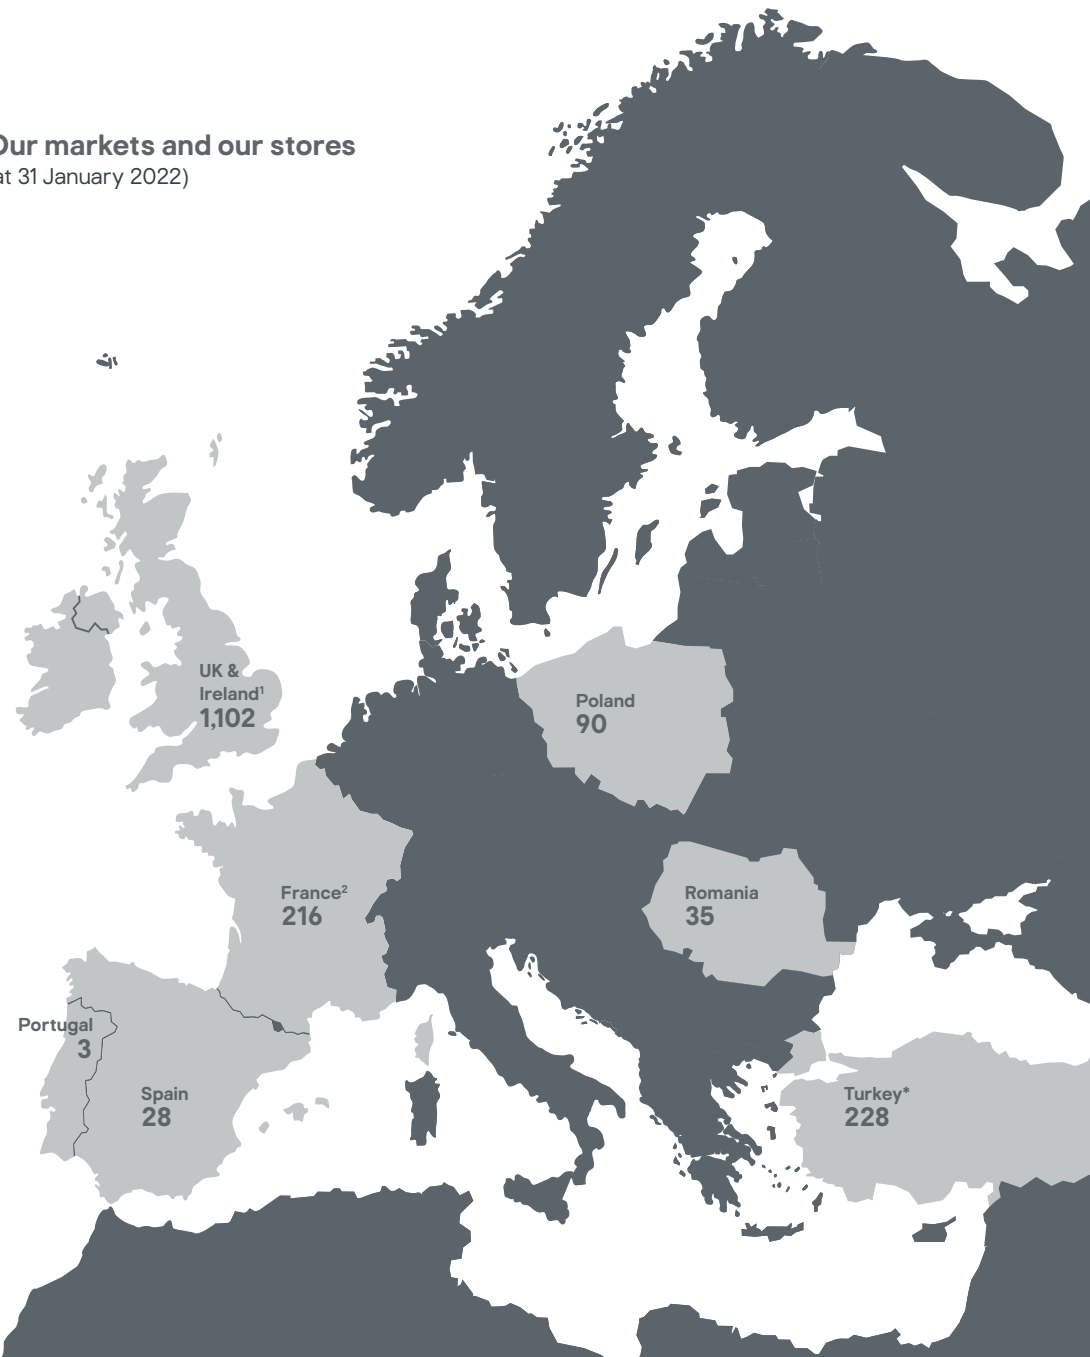 Our markets and our stores
at 31 January 2022)
UK &
Ireland¹
1,102
Poland
90
France²
216
Romania
35
Portugal
3
Spain
28
Turkey*
228